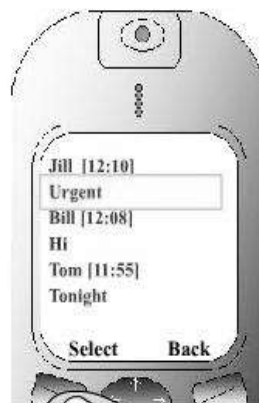 Jill [12:10]
Urgent
Bill [12:08]
Hi
Tom [11:55]
Tonight
Select Back